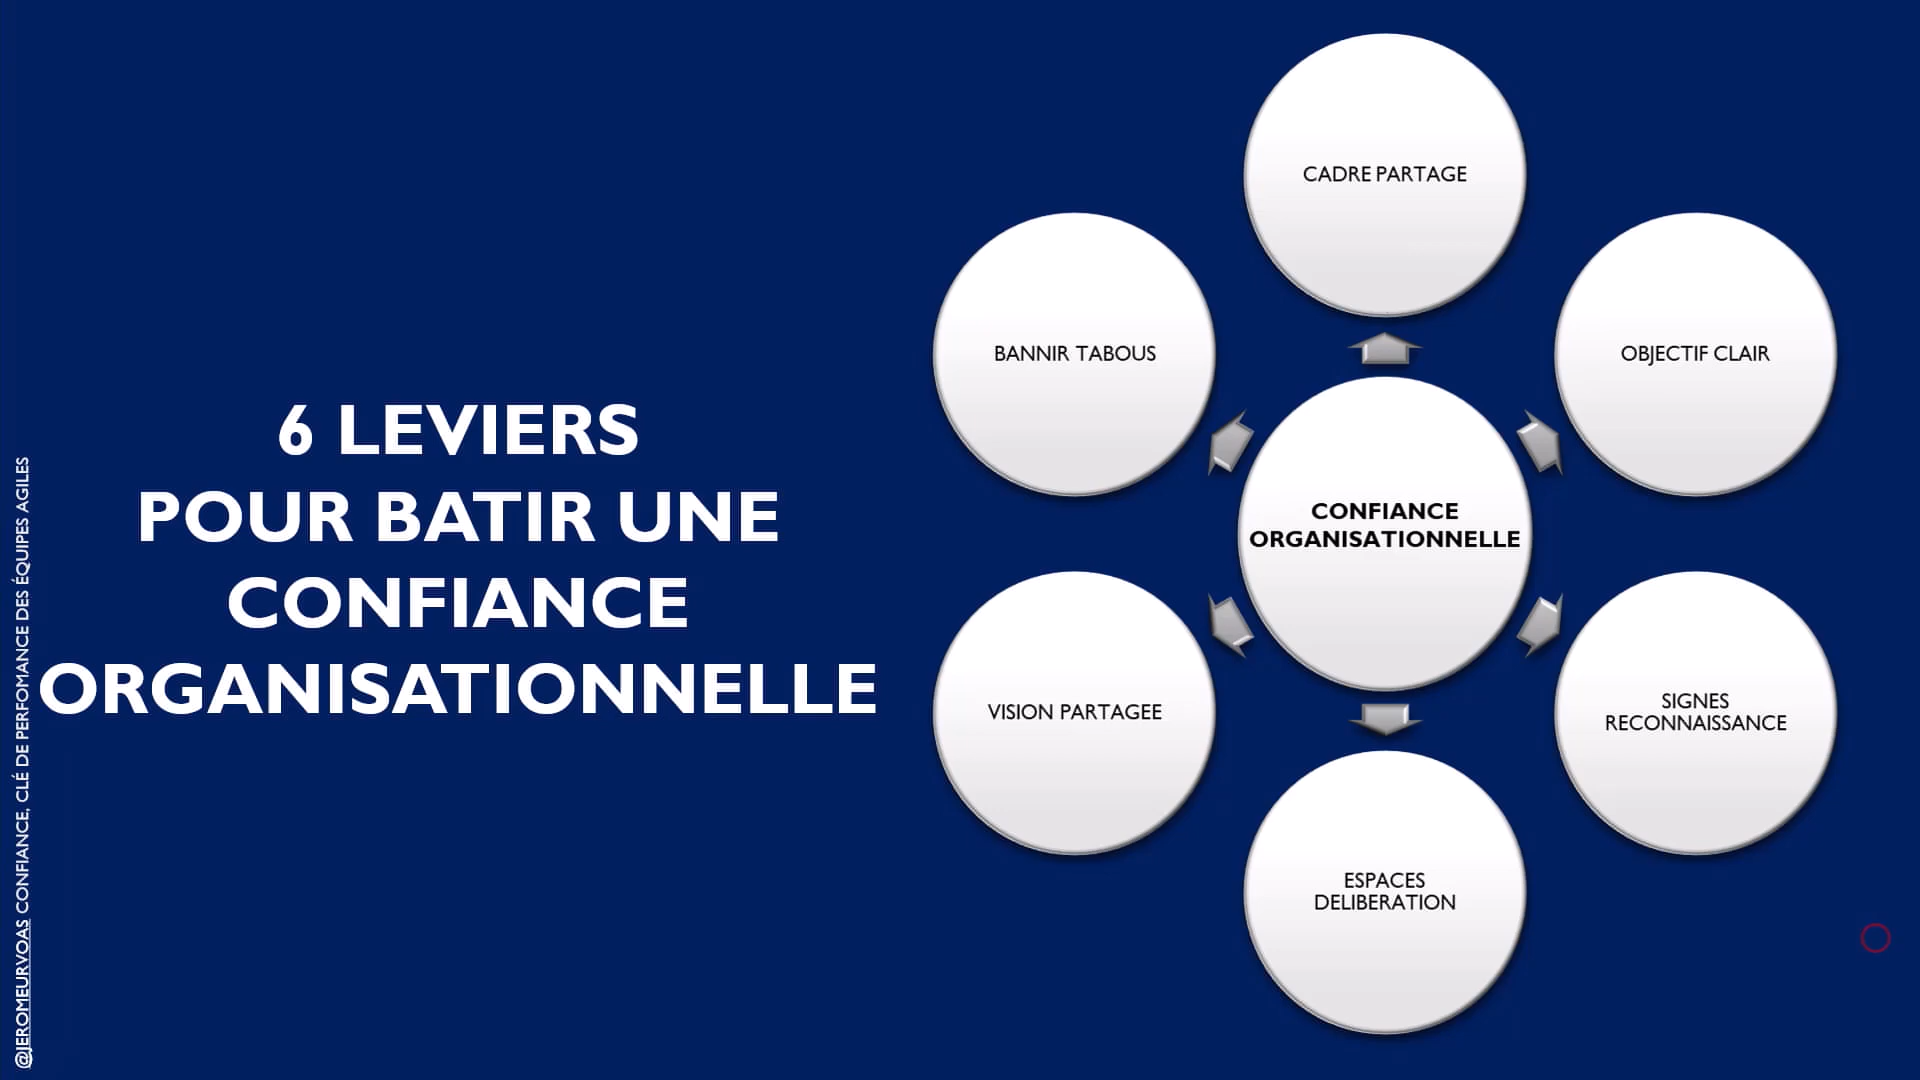 6 LEVIERS
POUR BATIR UNE
CONFIANCE
ORGANISATIONNELLE
CADRE PARTAGE
OBJECTIF CLAIR
SIGNES
RECONNAISSANCE
ESPACES
DELIBERATION
VISION PARTAGEE
BANNIR TABOUS
CONFIANCE
ORGANISATIONNELLE
@JEROMEURVOAS CONFIANCE, CLÉ DE PERFOMANCE DES ÉQUIPES AGILES